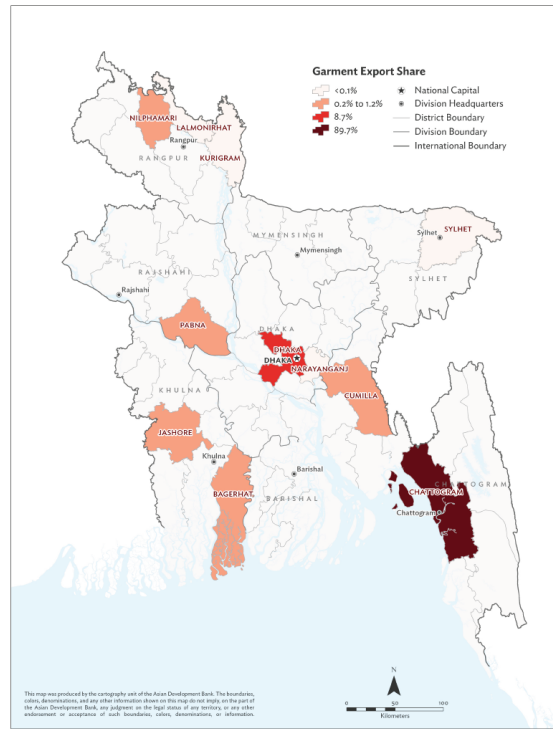 Garment Export Share
<0.1%
0.2% to 1.2%
8.7%
89.7%
National Capital
Division Headquarters
District Boundary
Division Boundary
International Boundary
NILPHAMARI
LALMONIRHAT
Rangpur
RANGPUR
KURIGRAM
SYLHET
Sylhet
MYMENSINGH
Mymensingh
SYLHET
RAJSHAHI
Rajshahi
PABNA
DHAKA
DHAKA
DHAKA
NARAYANGANJ
KHULNA
CUMILLA
JASHORE
Khulna
Barishal
BAGERHAT
BARISHAL
CHATTOGRAM
CHATTOGRAM
Chattogram
N
0 50 100
Kilometers
This map was produced by the cartography unit of the Asian Development Bank. The boundaries,
colors, denominations, and any other information shown on this map do not imply, on the part of
the Asian Development Bank, any judgment on the legal status of any territory, or any other
endorsement or acceptance of such boundaries, colors, denominations, or information.